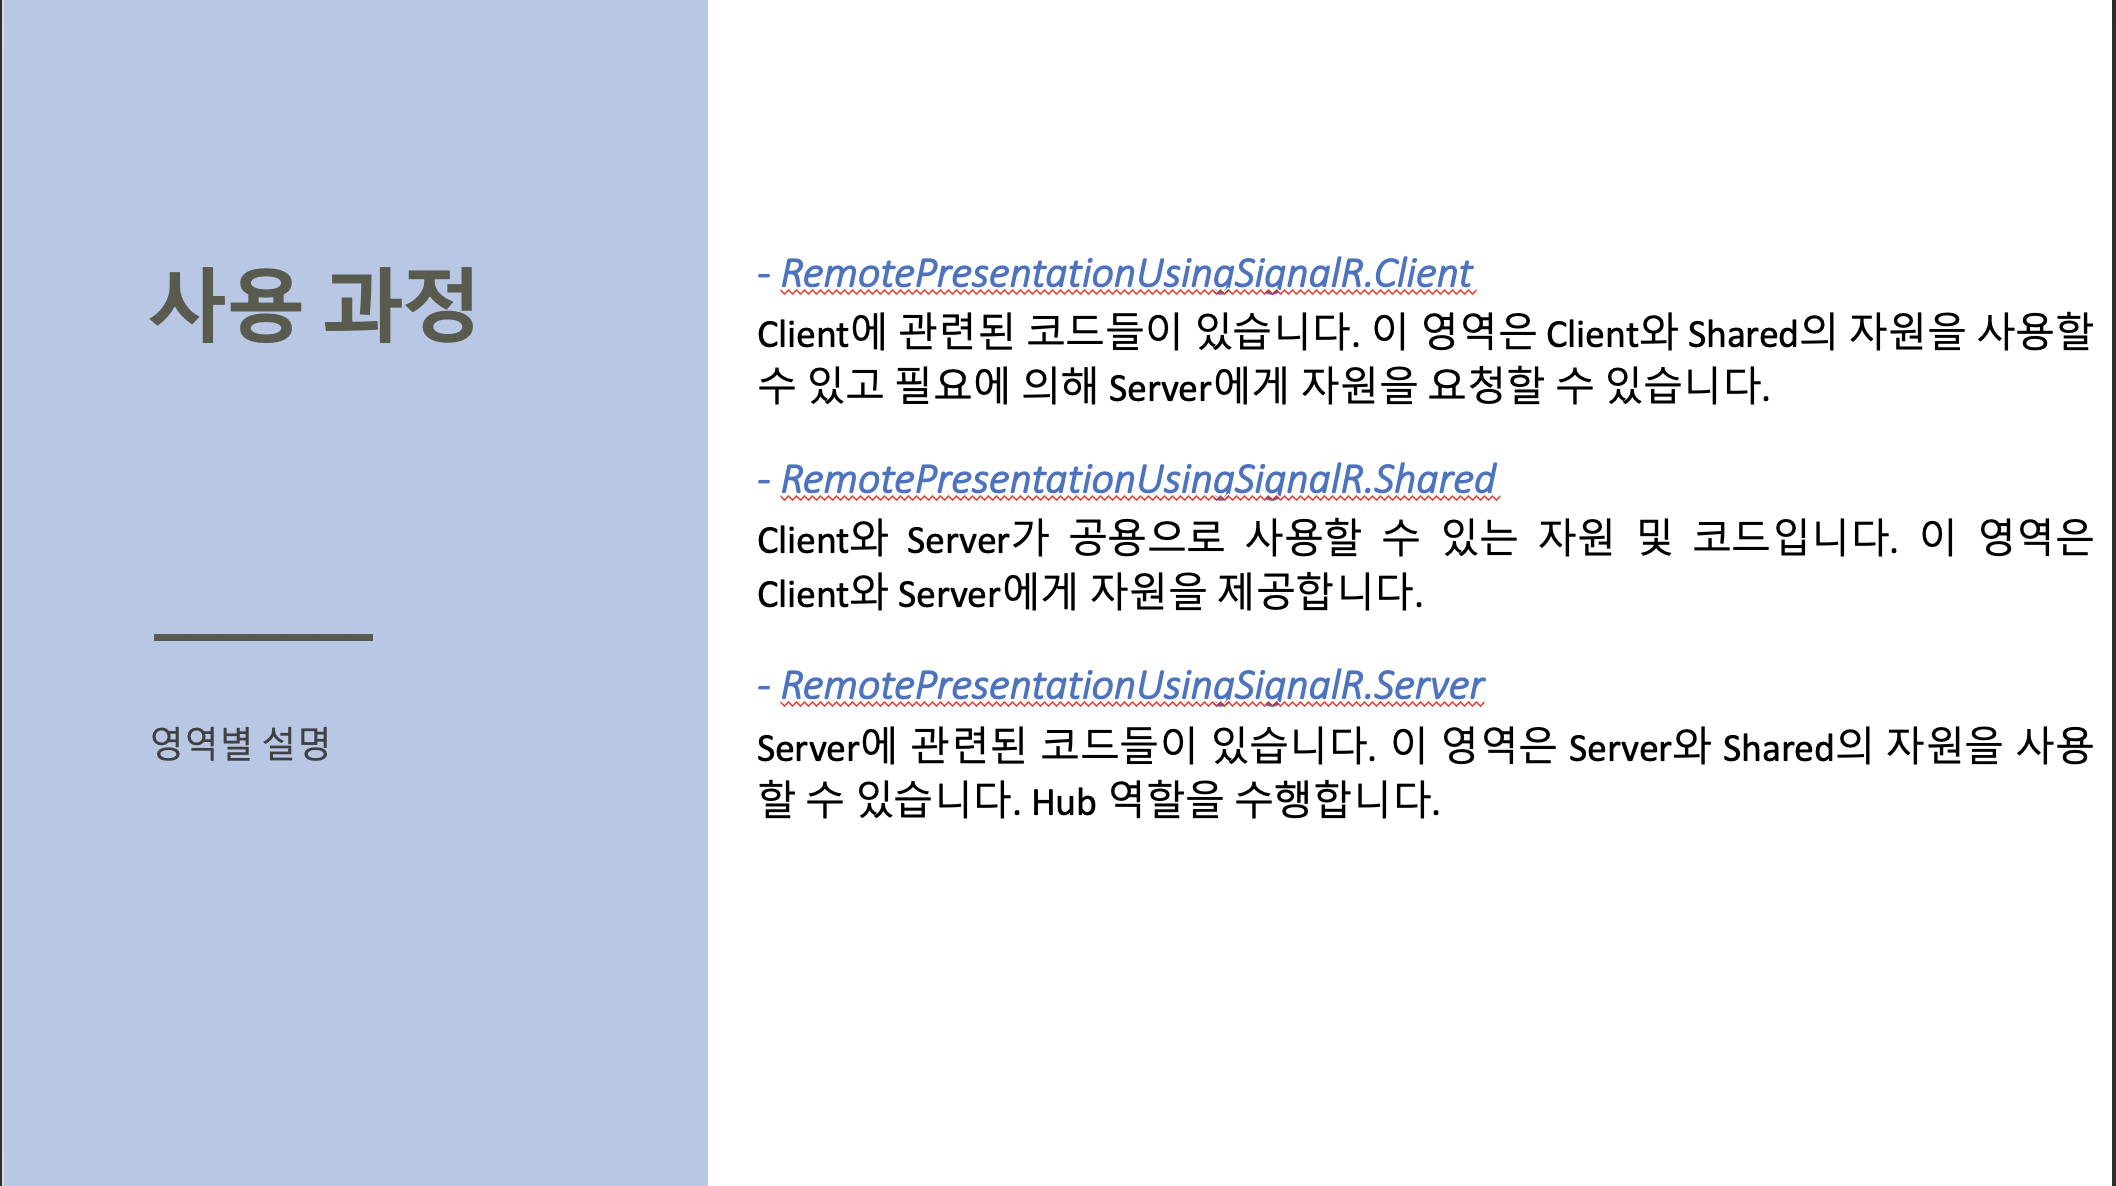 사용 과정
영역별 설명
- RemotePresentationUsingSignalR.Client
Client에 관련된 코드들이 있습니다. 이 영역은 Client와 Shared의 자원을 사용할
수 있고 필요에 의해 Server에게 자원을 요청할 수 있습니다.
- RemotePresentationUsingSignalR.Shared
Client와 Server가 공용으로 사용할 수 있는 자원 및 코드입니다. 이 영역은
Client와 Server에게 자원을 제공합니다.
- RemotePresentationUsingSignalR.Server
Server에 관련된 코드들이 있습니다. 이 영역은 Server와 Shared의 자원을 사용
할 수 있습니다. Hub 역할을 수행합니다.